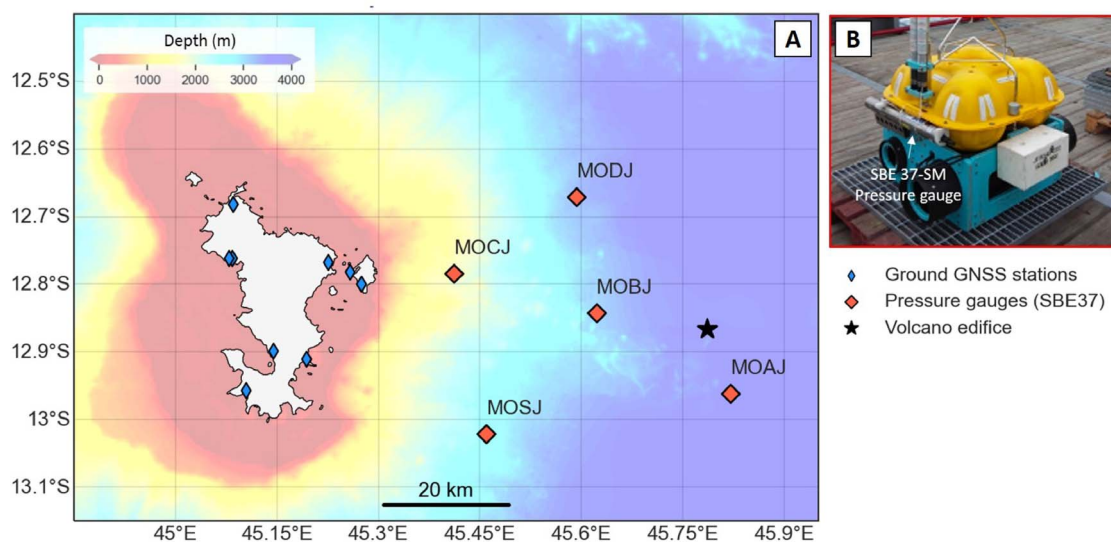 Depth (m)
0 1000 2000 3000 4000
A
12.5°S
12.6°S
12.7°S
12.8°S
12.9°S
13°S
13.1°S
MODJ
MOCJ
MOBJ
MOAJ
MOSJ
20 km
45°E 45.15°E 45.3°E 45.45°E 45.6°E 45.75°E 45.9°E
B
SBE 37-SM
Pressure gauge
Ground GNSS stations
Pressure gauges (SBE37)
Volcano edifice